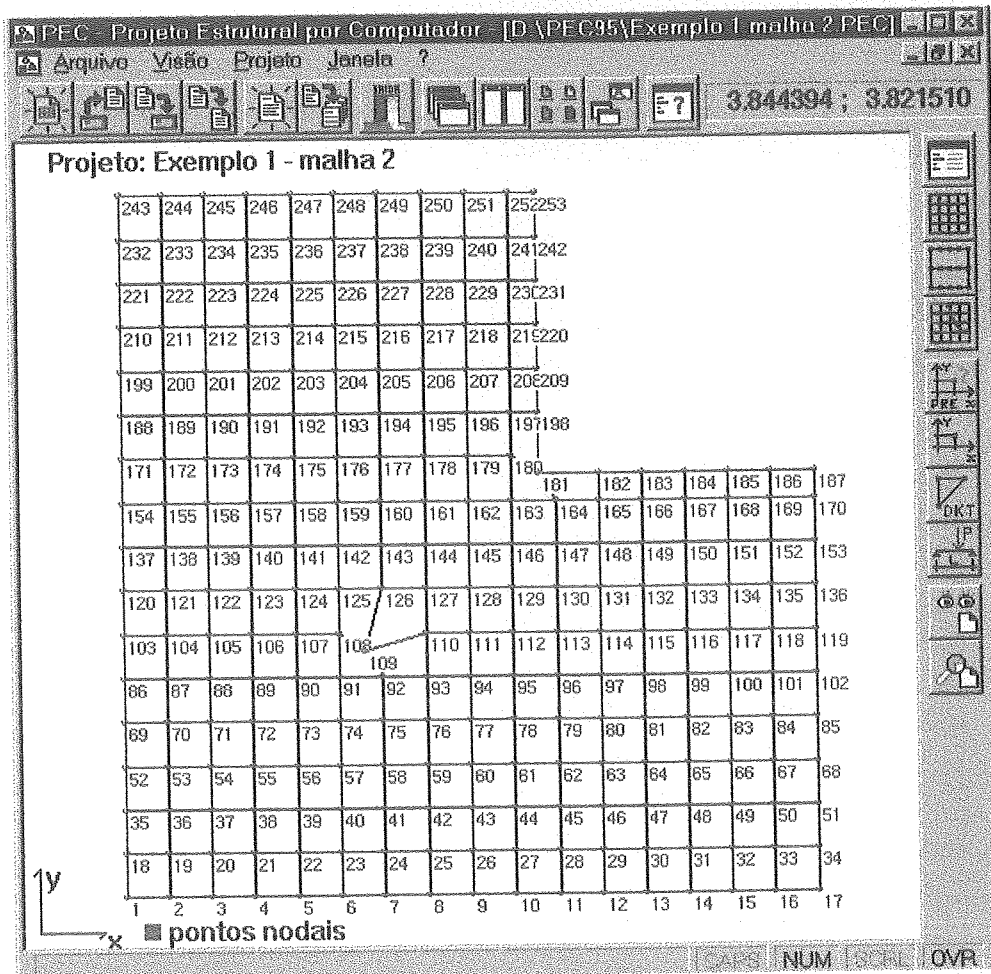 PEC - Projeto Estrutural por Computador - [D:\PEC95\Exemplo 1 malha 2.PEC]
Arquivo Visão Projeto Janela ?
3.844394 ; 3.821510
Projeto: Exemplo 1 - malha 2
243 244 245 246 247 248 249 250 251 252 253
232 233 234 235 236 237 238 239 240 241 242
221 222 223 224 225 226 227 228 229 230 231
210 211 212 213 214 215 216 217 218 219 220
199 200 201 202 203 204 205 206 207 208 209
188 189 190 191 192 193 194 195 196 197 198
171 172 173 174 175 176 177 178 179 180 181 182 183 184 185 186 187
154 155 156 157 158 159 160 161 162 163 164 165 166 167 168 169 170
137 138 139 140 141 142 143 144 145 146 147 148 149 150 151 152 153
120 121 122 123 124 125 126 127 128 129 130 131 132 133 134 135 136
103 104 105 106 107 108 109 110 111 112 113 114 115 116 117 118 119
86 87 88 89 90 91 92 93 94 95 96 97 98 99 100 101 102
69 70 71 72 73 74 75 76 77 78 79 80 81 82 83 84 85
52 53 54 55 56 57 58 59 60 61 62 63 64 65 66 67 68
35 36 37 38 39 40 41 42 43 44 45 46 47 48 49 50 51
18 19 20 21 22 23 24 25 26 27 28 29 30 31 32 33 34
1 2 3 4 5 6 7 8 9 10 11 12 13 14 15 16 17
y
x
pontos nodais
PRE
DKT
P
CAPS NUM SCRL OVR